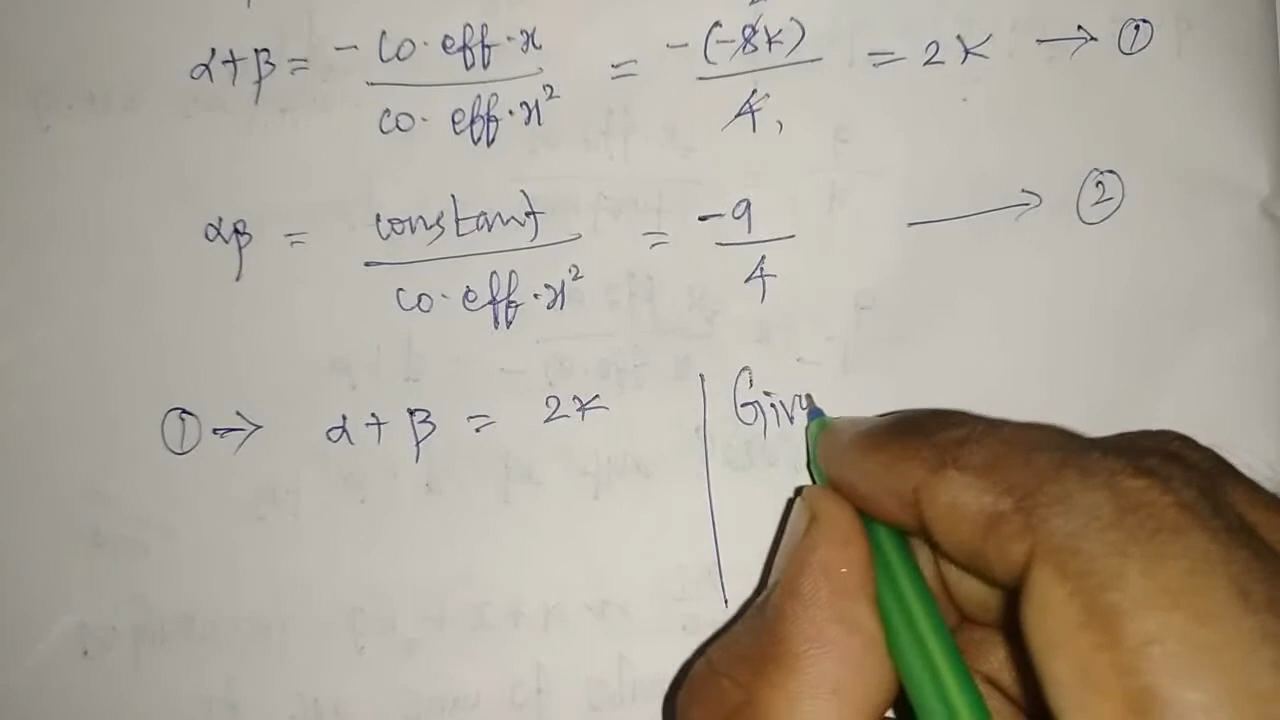 α+β = - co.eff.x / co.eff.x² = -(-8k) / 4 = 2k → ①
αβ = constant / co.eff.x² = -9 / 4 → ②
① → α+β = 2k | Give